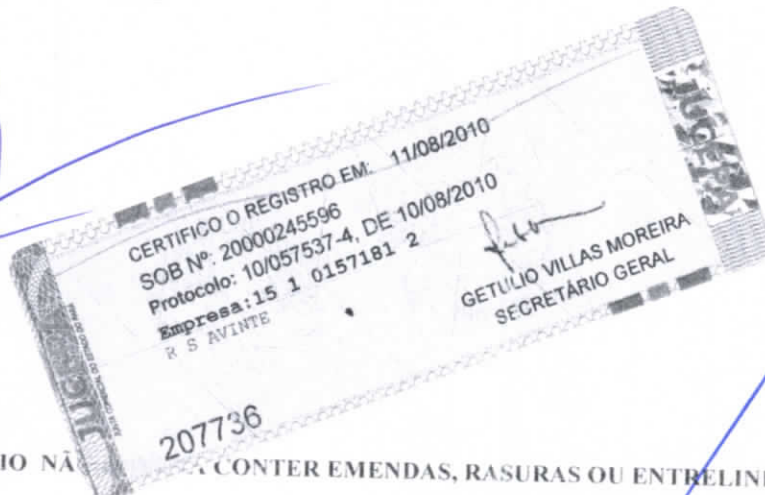 CERTIFICO O REGISTRO EM: 11/08/2010
SOB Nº: 20000245596
Protocolo: 10/057537-4, DE 10/08/2010
Empresa:15 1 0157181 2
R S AVINTE
GETULIO VILLAS MOREIRA
SECRETÁRIO GERAL
JUCEPA
207736
CONTER EMENDAS, RASURAS OU ENTRELIN